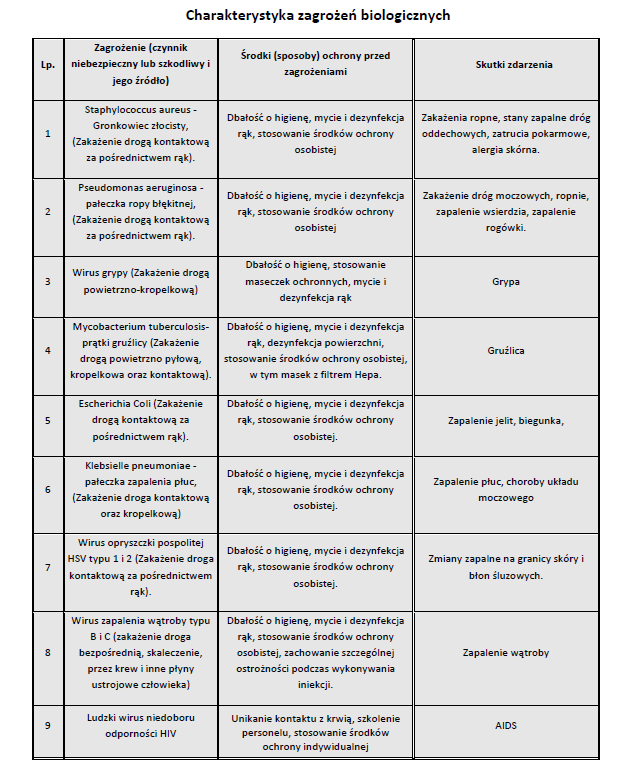 Charakterystyka zagrożeń biologicznych
Lp.
Zagrożenie (czynnik
niebezpieczny lub szkodliwy i
jego źródło)
Środki (sposoby) ochrony przed
zagrożeniami
Skutki zdarzenia
1
Staphylococcus aureus -
Gronkowiec złocisty,
(Zakażenie drogą kontaktową
za pośrednictwem rąk).
Dbałość o higienę, mycie i dezynfekcja
rąk, stosowanie środków ochrony
osobistej
Zakażenia ropne, stany zapalne dróg
oddechowych, zatrucia pokarmowe,
alergia skórna.
2
Pseudomonas aeruginosa -
pałeczka ropy błękitnej,
(Zakażenie drogą kontaktową
za pośrednictwem rąk).
Dbałość o higienę, mycie i dezynfekcja
rąk, stosowanie środków ochrony
osobistej
Zakażenie dróg moczowych, ropnie,
zapalenie wsierdzia, zapalenie
rogówki.
3
Wirus grypy (Zakażenie drogą
powietrzno-kropelkową)
Dbałość o higienę, stosowanie
maseczek ochronnych, mycie i
dezynfekcja rąk
Grypa
4
Mycobacterium tuberculosis-
prątki gruźlicy (Zakażenie
drogą powietrzno pyłową,
kropelkowa oraz kontaktową).
Dbałość o higienę, mycie i dezynfekcja
rąk, dezynfekcja powierzchni,
stosowanie środków ochrony osobistej,
w tym masek z filtrem Hepa.
Gruźlica
5
Escherichia Coli (Zakażenie
drogą kontaktową za
pośrednictwem rąk).
Dbałość o higienę, mycie i dezynfekcja
rąk, stosowanie środków ochrony
osobistej.
Zapalenie jelit, biegunka,
6
Klebsielle pneumoniae -
pałeczka zapalenia płuc,
(Zakażenie droga kontaktową
oraz kropelkową)
Dbałość o higienę, mycie i dezynfekcja
rąk, stosowanie środków ochrony
osobistej.
Zapalenie płuc, choroby układu
moczowego
7
Wirus opryszczki pospolitej
HSV typu 1 i 2 (Zakażenie droga
kontaktową za pośrednictwem
rąk).
Dbałość o higienę, mycie i dezynfekcja
rąk, stosowanie środków ochrony
osobistej.
Zmiany zapalne na granicy skóry i
błon śluzowych.
8
Wirus zapalenia wątroby typu
B i C (zakażenie droga
bezpośrednią, skaleczenie,
przez krew i inne płyny
ustrojowe człowieka)
Dbałość o higienę, mycie i dezynfekcja
rąk, stosowanie środków ochrony
osobistej, zachowanie szczególnej
ostrożności podczas wykonywania
iniekcji.
Zapalenie wątroby
9
Ludzki wirus niedoboru
odporności HIV
Unikanie kontaktu z krwią, szkolenie
personelu, stosowanie środków
ochrony indywidualnej
AIDS